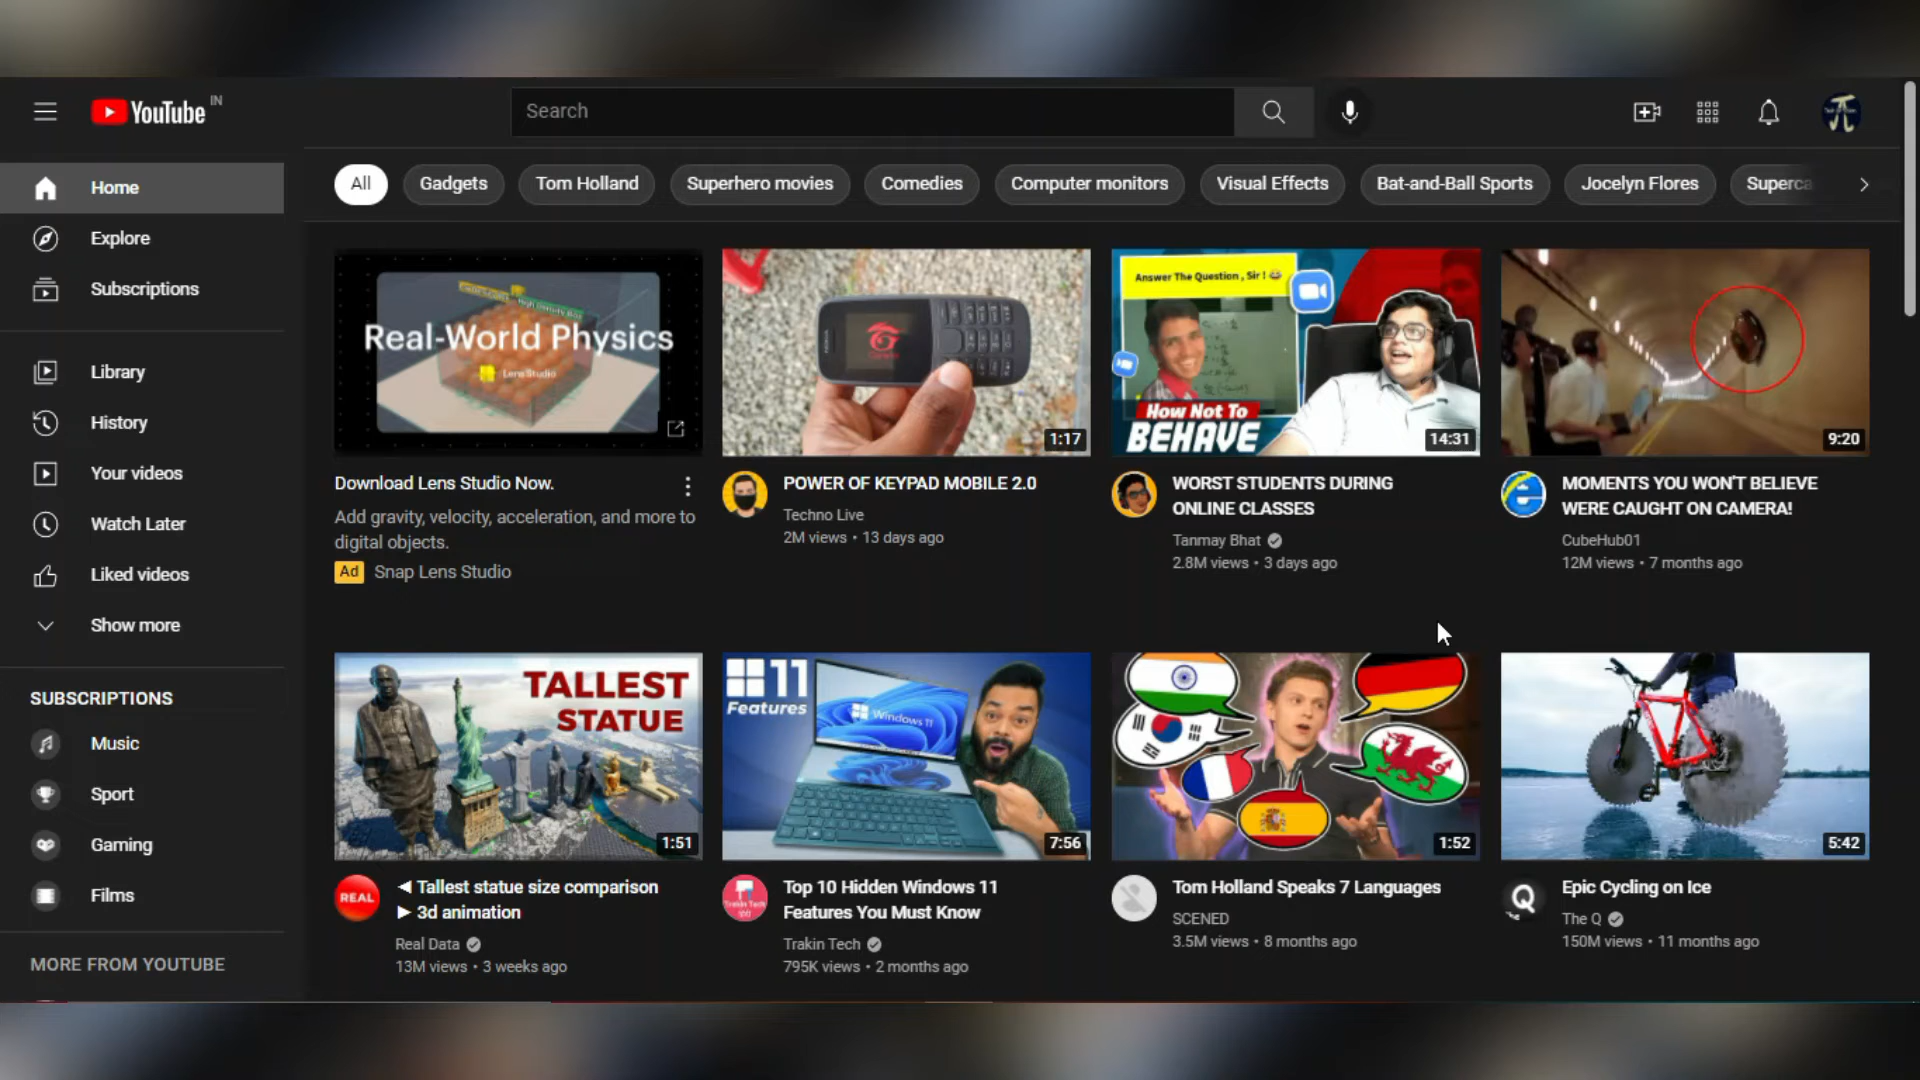 YouTube IN
Search
Home
Explore
Subscriptions
Library
History
Your videos
Watch Later
Liked videos
Show more
SUBSCRIPTIONS
Music
Sport
Gaming
Films
MORE FROM YOUTUBE
All
Gadgets
Tom Holland
Superhero movies
Comedies
Computer monitors
Visual Effects
Bat-and-Ball Sports
Jocelyn Flores
Superca
Real-World Physics
Lens Studio
Download Lens Studio Now.
Add gravity, velocity, acceleration, and more to
digital objects.
Ad Snap Lens Studio
NOKIA
1:17
POWER OF KEYPAD MOBILE 2.0
Techno Live
2M views • 13 days ago
Answer The Question , Sir !
How Not To
BEHAVE
14:31
WORST STUDENTS DURING
ONLINE CLASSES
Tanmay Bhat
2.8M views • 3 days ago
9:20
MOMENTS YOU WON'T BELIEVE
WERE CAUGHT ON CAMERA!
CubeHub01
12M views • 7 months ago
TALLEST
STATUE
1:51
REAL
◀ Tallest statue size comparison
▶ 3d animation
Real Data
13M views • 3 weeks ago
11
Features
Windows 11
7:56
Trakin Tech
Top 10 Hidden Windows 11
Features You Must Know
Trakin Tech
795K views • 2 months ago
1:52
Tom Holland Speaks 7 Languages
SCENED
3.5M views • 8 months ago
5:42
Q
Epic Cycling on Ice
The Q
150M views • 11 months ago